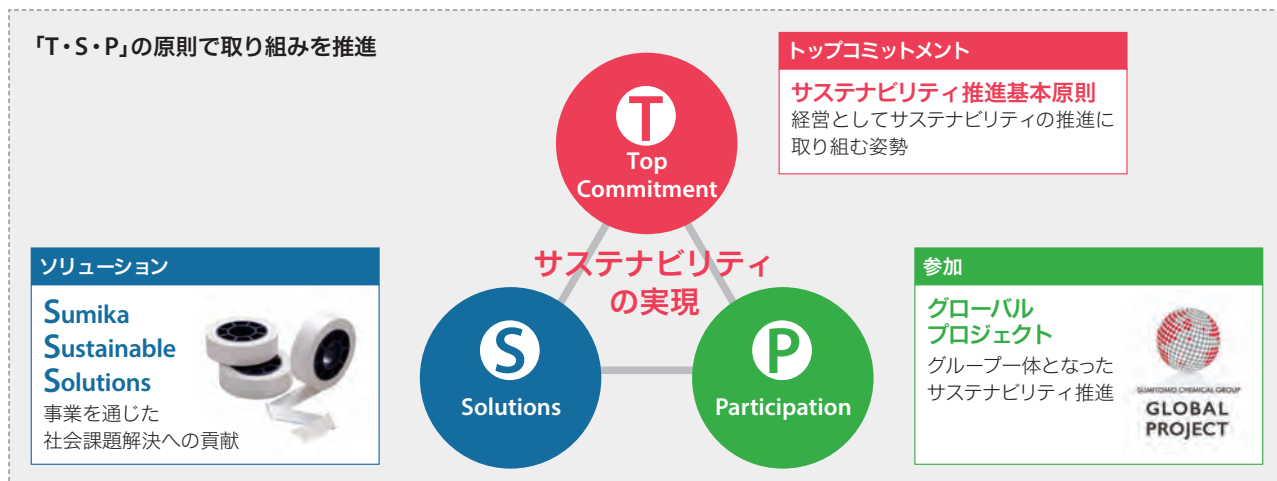 「T・S・P」の原則で取り組みを推進
トップコミットメント
サステナビリティ推進基本原則
経営としてサステナビリティの推進に
取り組む姿勢
T
Top
Commitment
サステナビリティ
の実現
ソリューション
Sumika
Sustainable
Solutions
事業を通じた
社会課題解決への貢献
S
Solutions
P
Participation
参加
グローバル
プロジェクト
グループ一体となった
サステナビリティ推進
SUMITOMO CHEMICAL GROUP
GLOBAL
PROJECT